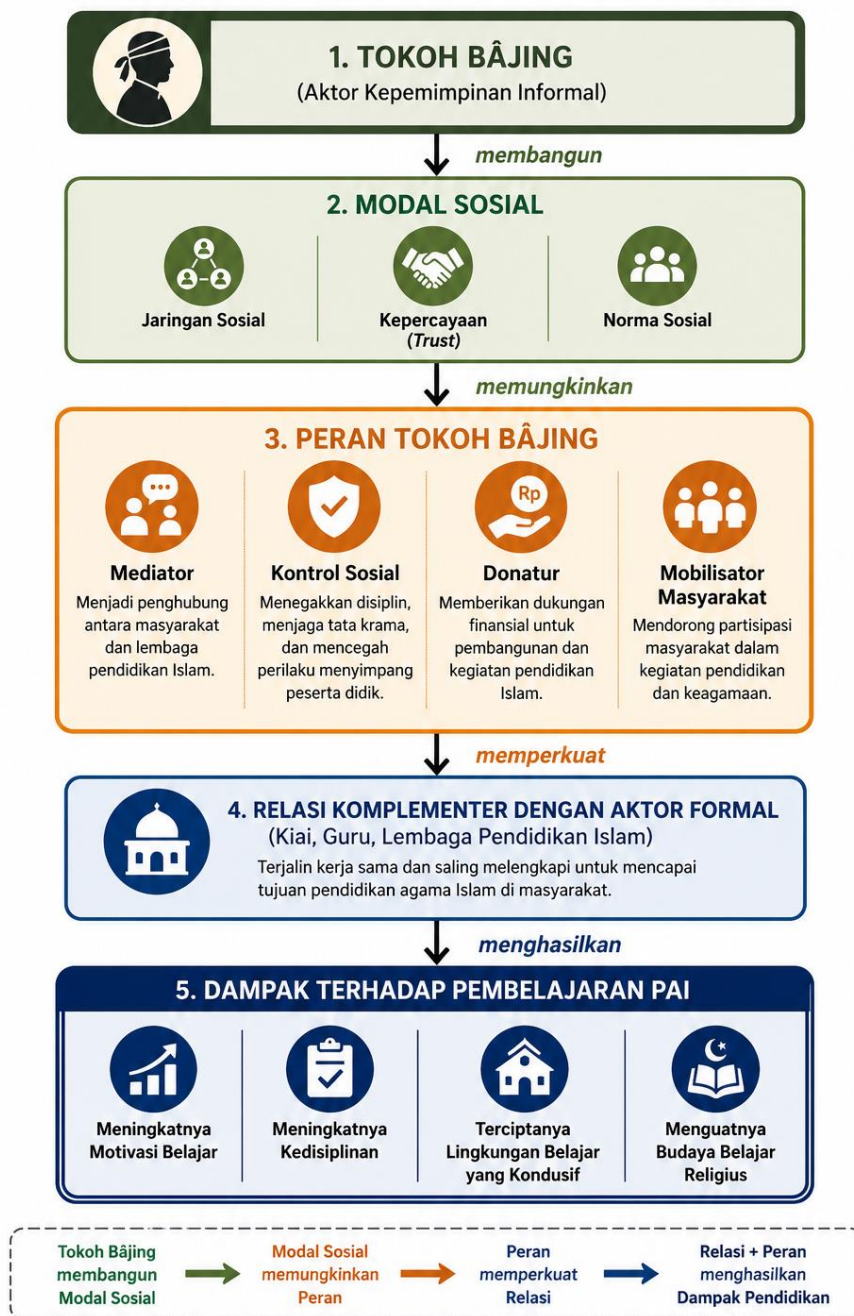 1. TOKOH BÂJING
(Aktor Kepemimpinan Informal)
membangun
2. MODAL SOSIAL
Jaringan Sosial
Kepercayaan
(Trust)
Norma Sosial
memungkinkan
3. PERAN TOKOH BÂJING
Mediator
Menjadi penghubung
antara masyarakat
dan lembaga
pendidikan Islam.
Kontrol Sosial
Menegakkan disiplin,
menjaga tata krama,
dan mencegah
perilaku menyimpang
peserta didik.
Rp
Donatur
Memberikan dukungan
finansial untuk
pembangunan dan
kegiatan pendidikan
Islam.
Mobilisator
Masyarakat
Mendorong partisipasi
masyarakat dalam
kegiatan pendidikan
dan keagamaan.
memperkuat
4. RELASI KOMPLEMENTER DENGAN AKTOR FORMAL
(Kiai, Guru, Lembaga Pendidikan Islam)
Terjalin kerja sama dan saling melengkapi untuk mencapai
tujuan pendidikan agama Islam di masyarakat.
menghasilkan
5. DAMPAK TERHADAP PEMBELAJARAN PAI
Meningkatnya
Motivasi Belajar
Meningkatnya
Kedisiplinan
Terciptanya
Lingkungan Belajar
yang Kondusif
Menguatnya
Budaya Belajar
Religius
Tokoh Bâjing
membangun
Modal Sosial
Modal Sosial
memungkinkan
Peran
Peran
memperkuat
Relasi
Relasi + Peran
menghasilkan
Dampak Pendidikan